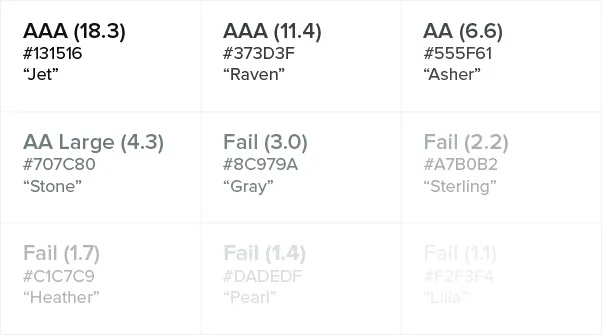 AAA (18.3)
#131516
“Jet”
AAA (11.4)
#373D3F
“Raven”
AA (6.6)
#555F61
“Asher”
AA Large (4.3)
#707C80
“Stone”
Fail (3.0)
#8C979A
“Gray”
Fail (2.2)
#A7B0B2
“Sterling”
Fail (1.7)
#C1C7C9
“Heather”
Fail (1.4)
#DADEDF
“Pearl”
Fail (1.1)
#F2F3F4
“Lilia”